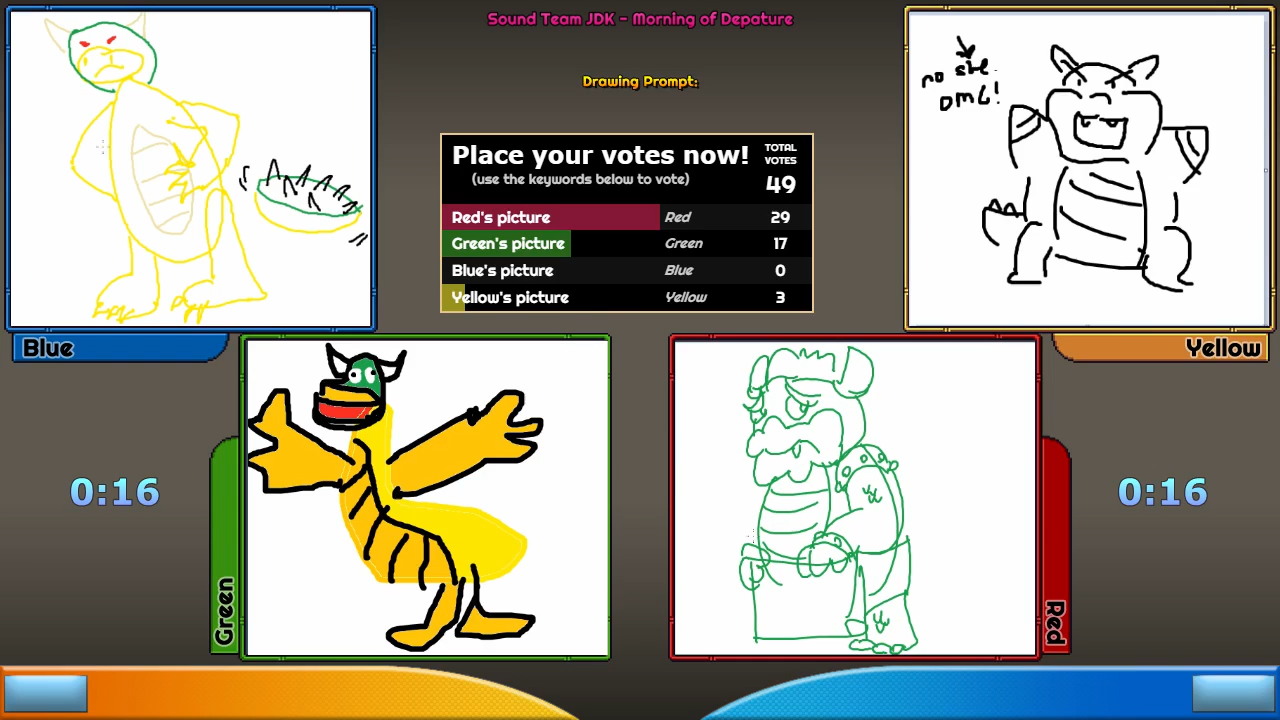 Sound Team JDK - Morning of Depature
Drawing Prompt:
Place your votes now!
(use the keywords below to vote)
TOTAL
VOTES
49
Red's picture Red 29
Green's picture Green 17
Blue's picture Blue 0
Yellow's picture Yellow 3
OMG!
Blue
Yellow
0:16
0:16
Green
Red